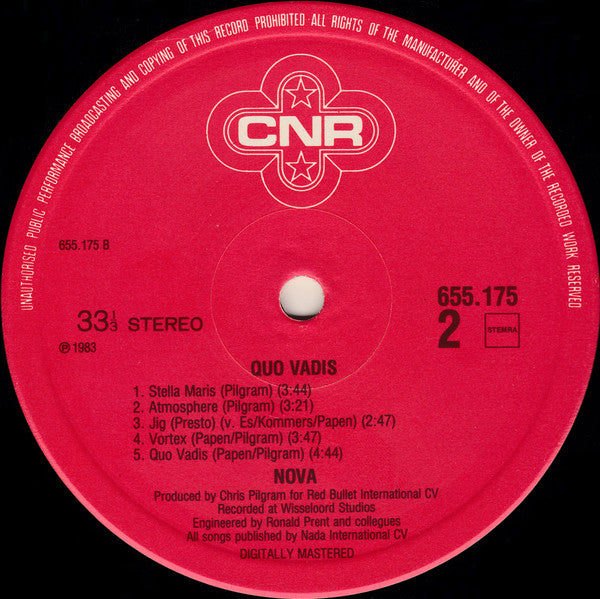 UNAUTHORISED PUBLIC PERFORMANCE BROADCASTING AND COPYING OF THIS RECORD PROHIBITED·ALL RIGHTS OF THE MANUFACTURER AND OF THE OWNER OF THE RECORDED WORK RESERVED
CNR
655.175 B
655.175
33⅓ STEREO
2
STEMRA
℗ 1983
QUO VADIS
1. Stella Maris (Pilgram) (3:44)
2. Atmosphere (Pilgram) (3:21)
3. Jig (Presto) (v. Es/Kommers/Papen) (2:47)
4. Vortex (Papen/Pilgram) (3:47)
5. Quo Vadis (Papen/Pilgram) (4:44)
NOVA
Produced by Chris Pilgram for Red Bullet International CV
Recorded at Wisseloord Studios
Engineered by Ronald Prent and collegues
All songs published by Nada International CV
DIGITALLY MASTERED